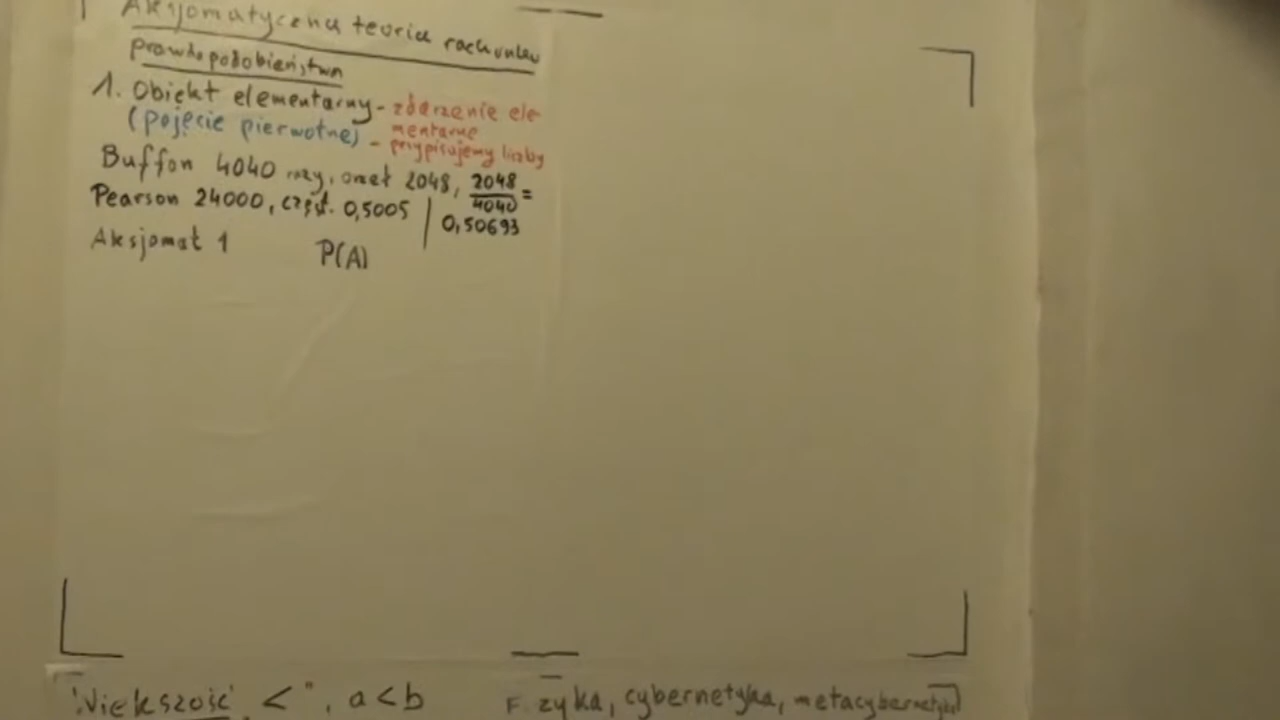 Aksjomatyczna teoria rachunku
prawdopodobieństwa
1. Obiekt elementarny - zdarzenie ele-
(pojęcie pierwotne) mentarne
- przypisujemy liczby
Buffon 4040 razy, orzeł 2048, 2048/4040 =
Pearson 24000, częst. 0,5005 | 0,50693
Aksjomat 1 P(A)
Większość „<", a<b
Fizyka, cybernetyka, metacybernetyka